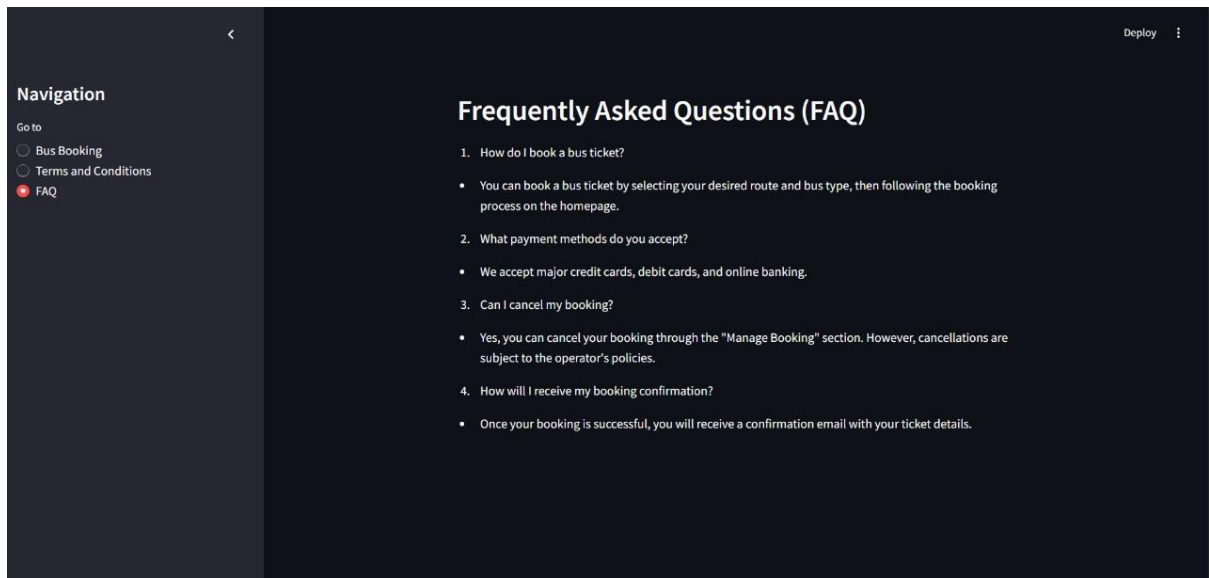 Deploy
Navigation
Go to
Bus Booking
Terms and Conditions
FAQ
Frequently Asked Questions (FAQ)
1. How do I book a bus ticket?
• You can book a bus ticket by selecting your desired route and bus type, then following the booking
process on the homepage.
2. What payment methods do you accept?
• We accept major credit cards, debit cards, and online banking.
3. Can I cancel my booking?
• Yes, you can cancel your booking through the "Manage Booking" section. However, cancellations are
subject to the operator's policies.
4. How will I receive my booking confirmation?
• Once your booking is successful, you will receive a confirmation email with your ticket details.